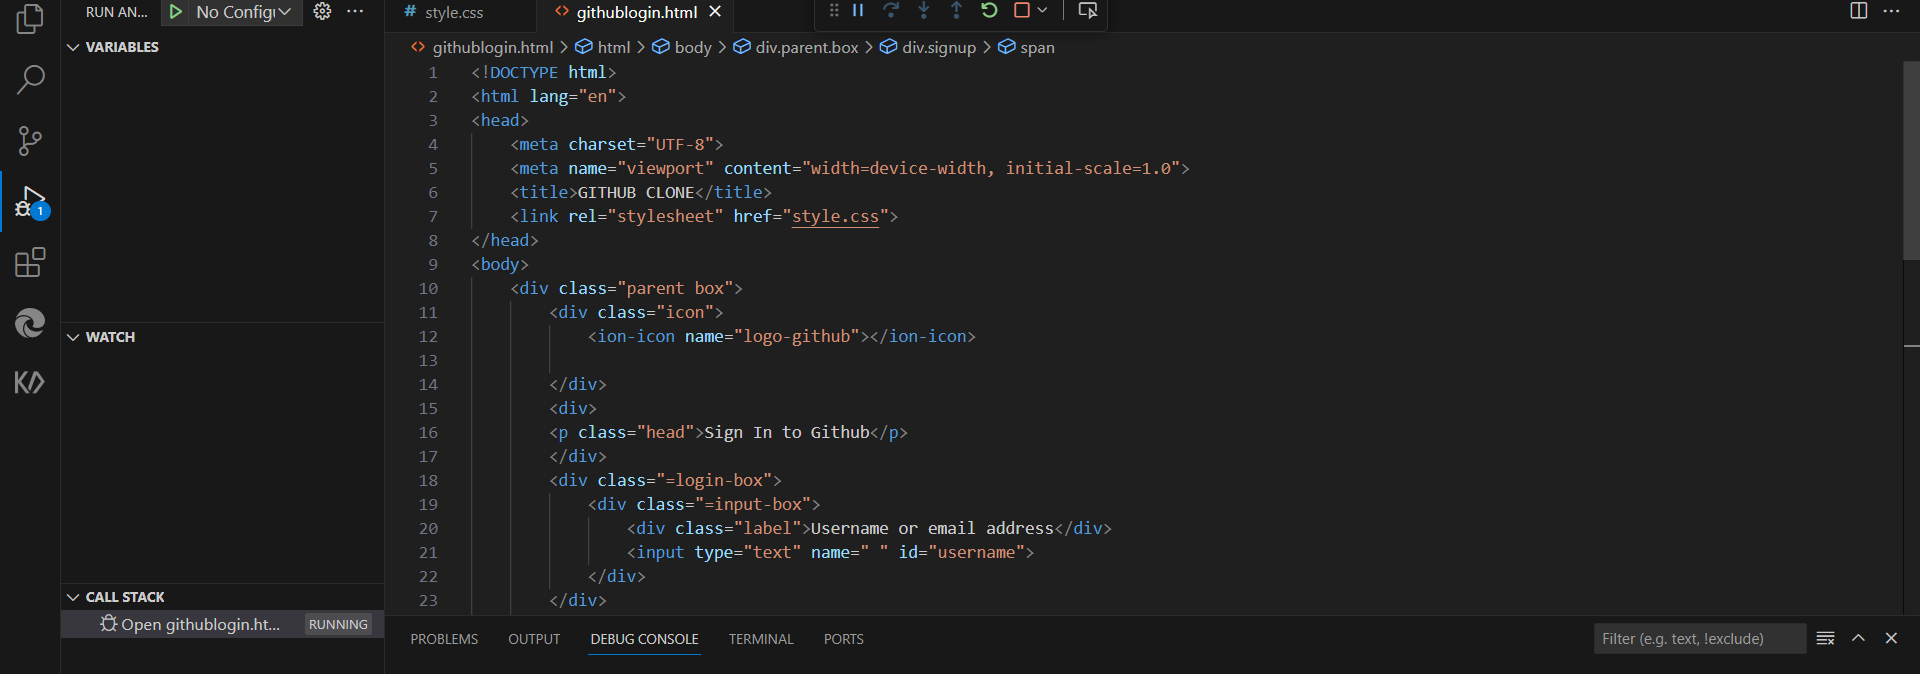 RUN AN... No Config
style.css githublogin.html
VARIABLES
githublogin.html > html > body > div.parent.box > div.signup > span
1 <!DOCTYPE html>
2 <html lang="en">
3 <head>
4 <meta charset="UTF-8">
5 <meta name="viewport" content="width=device-width, initial-scale=1.0">
6 <title>GITHUB CLONE</title>
7 <link rel="stylesheet" href="style.css">
8 </head>
9 <body>
10 <div class="parent box">
11 <div class="icon">
12 <ion-icon name="logo-github"></ion-icon>
13
14 </div>
15 <div>
16 <p class="head">Sign In to Github</p>
17 </div>
18 <div class="=login-box">
19 <div class="=input-box">
20 <div class="label">Username or email address</div>
21 <input type="text" name=" " id="username">
22 </div>
23 </div>
1
WATCH
CALL STACK
Open githublogin.ht... RUNNING
PROBLEMS OUTPUT DEBUG CONSOLE TERMINAL PORTS
Filter (e.g. text, !exclude)